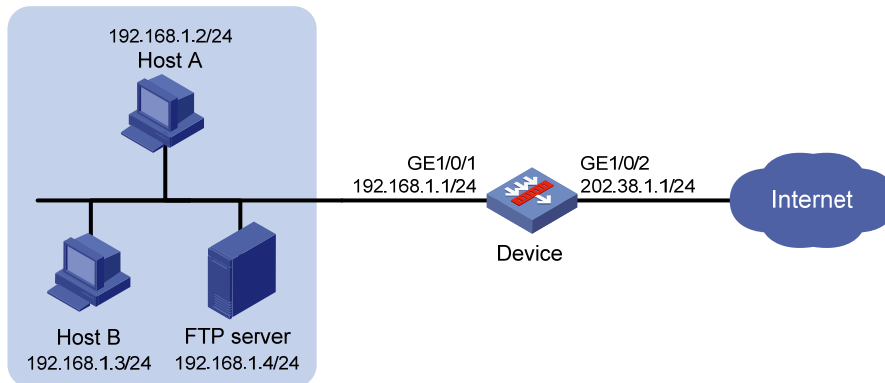 192.168.1.2/24
Host A
GE1/0/1
192.168.1.1/24
GE1/0/2
202.38.1.1/24
Internet
Device
Host B
192.168.1.3/24
FTP server
192.168.1.4/24